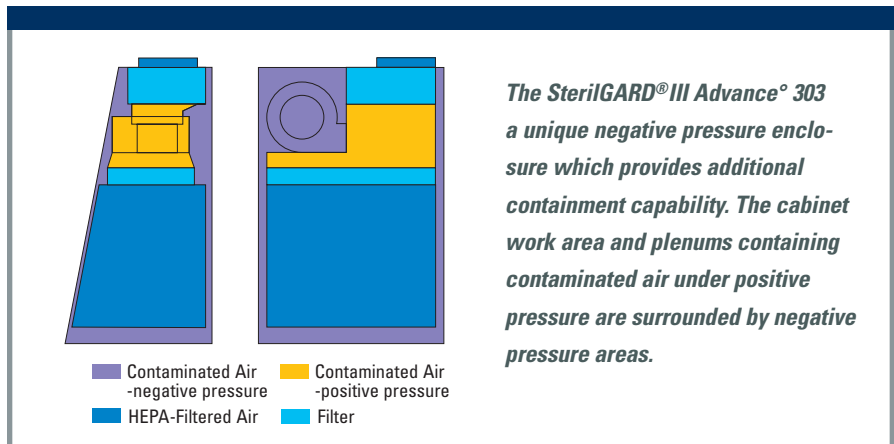 The SterilGARD® III Advance° 303
a unique negative pressure enclo-
sure which provides additional
containment capability. The cabinet
work area and plenums containing
contaminated air under positive
pressure are surrounded by negative
pressure areas.
Contaminated Air
-negative pressure
Contaminated Air
-positive pressure
HEPA-Filtered Air
Filter